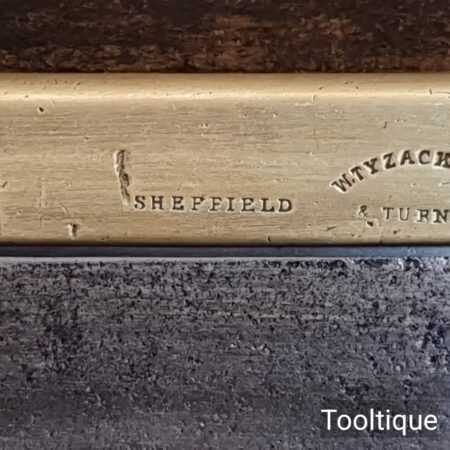 SHEFFIELD
W. TYZACK
& TURN
Tooltique